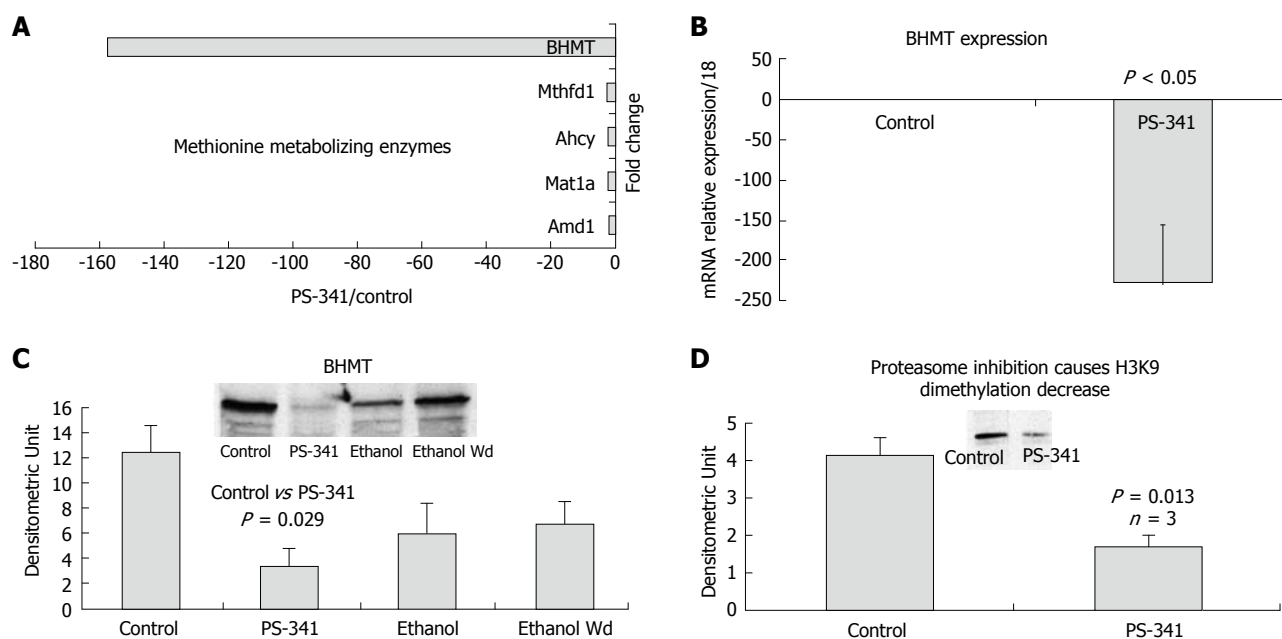 A
BHMT
Mthfd1
Ahcy
Mat1a
Amd1
Methionine metabolizing enzymes
Fold change
-180 -160 -140 -120 -100 -80 -60 -40 -20 0
PS-341/control
B
BHMT expression
mRNA relative expression/18
50
0
-50
-100
-150
-200
-250
P < 0.05
Control
PS-341
C
BHMT
Densitometric Unit
16
14
12
10
8
6
4
2
0
Control PS-341 Ethanol Ethanol Wd
Control vs PS-341
P = 0.029
Control PS-341 Ethanol Ethanol Wd
D
Proteasome inhibition causes H3K9
dimethylation decrease
Densitometric Unit
5
4
3
2
1
0
Control PS-341
P = 0.013
n = 3
Control PS-341